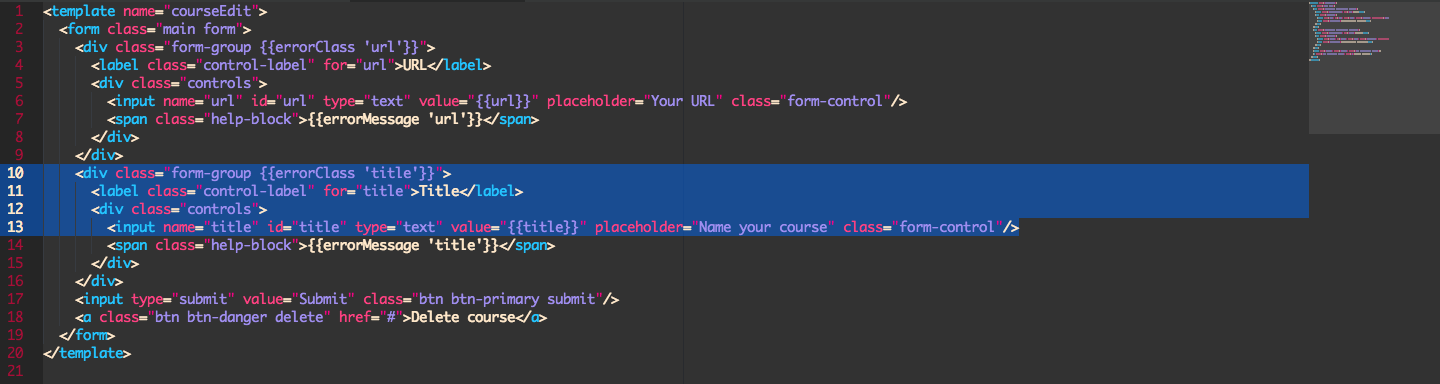 1 <template name="courseEdit">
2 <form class="main form">
3 <div class="form-group {{errorClass 'url'}}">
4 <label class="control-label" for="url">URL</label>
5 <div class="controls">
6 <input name="url" id="url" type="text" value="{{url}}" placeholder="Your URL" class="form-control"/>
7 <span class="help-block">{{errorMessage 'url'}}</span>
8 </div>
9 </div>
10 <div class="form-group {{errorClass 'title'}}">
11 <label class="control-label" for="title">Title</label>
12 <div class="controls">
13 <input name="title" id="title" type="text" value="{{title}}" placeholder="Name your course" class="form-control"/>
14 <span class="help-block">{{errorMessage 'title'}}</span>
15 </div>
16 </div>
17 <input type="submit" value="Submit" class="btn btn-primary submit"/>
18 <a class="btn btn-danger delete" href="#">Delete course</a>
19 </form>
20 </template>
21